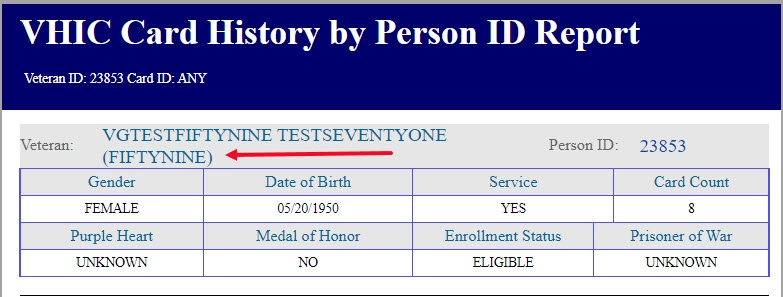 VHIC Card History by Person ID Report
Veteran ID: 23853 Card ID: ANY
Veteran: VGTESTFIFTYNINE TESTSEVENTYONE (FIFTYNINE) Person ID: 23853
Gender Date of Birth Service Card Count
FEMALE 05/20/1950 YES 8
Purple Heart Medal of Honor Enrollment Status Prisoner of War
UNKNOWN NO ELIGIBLE UNKNOWN